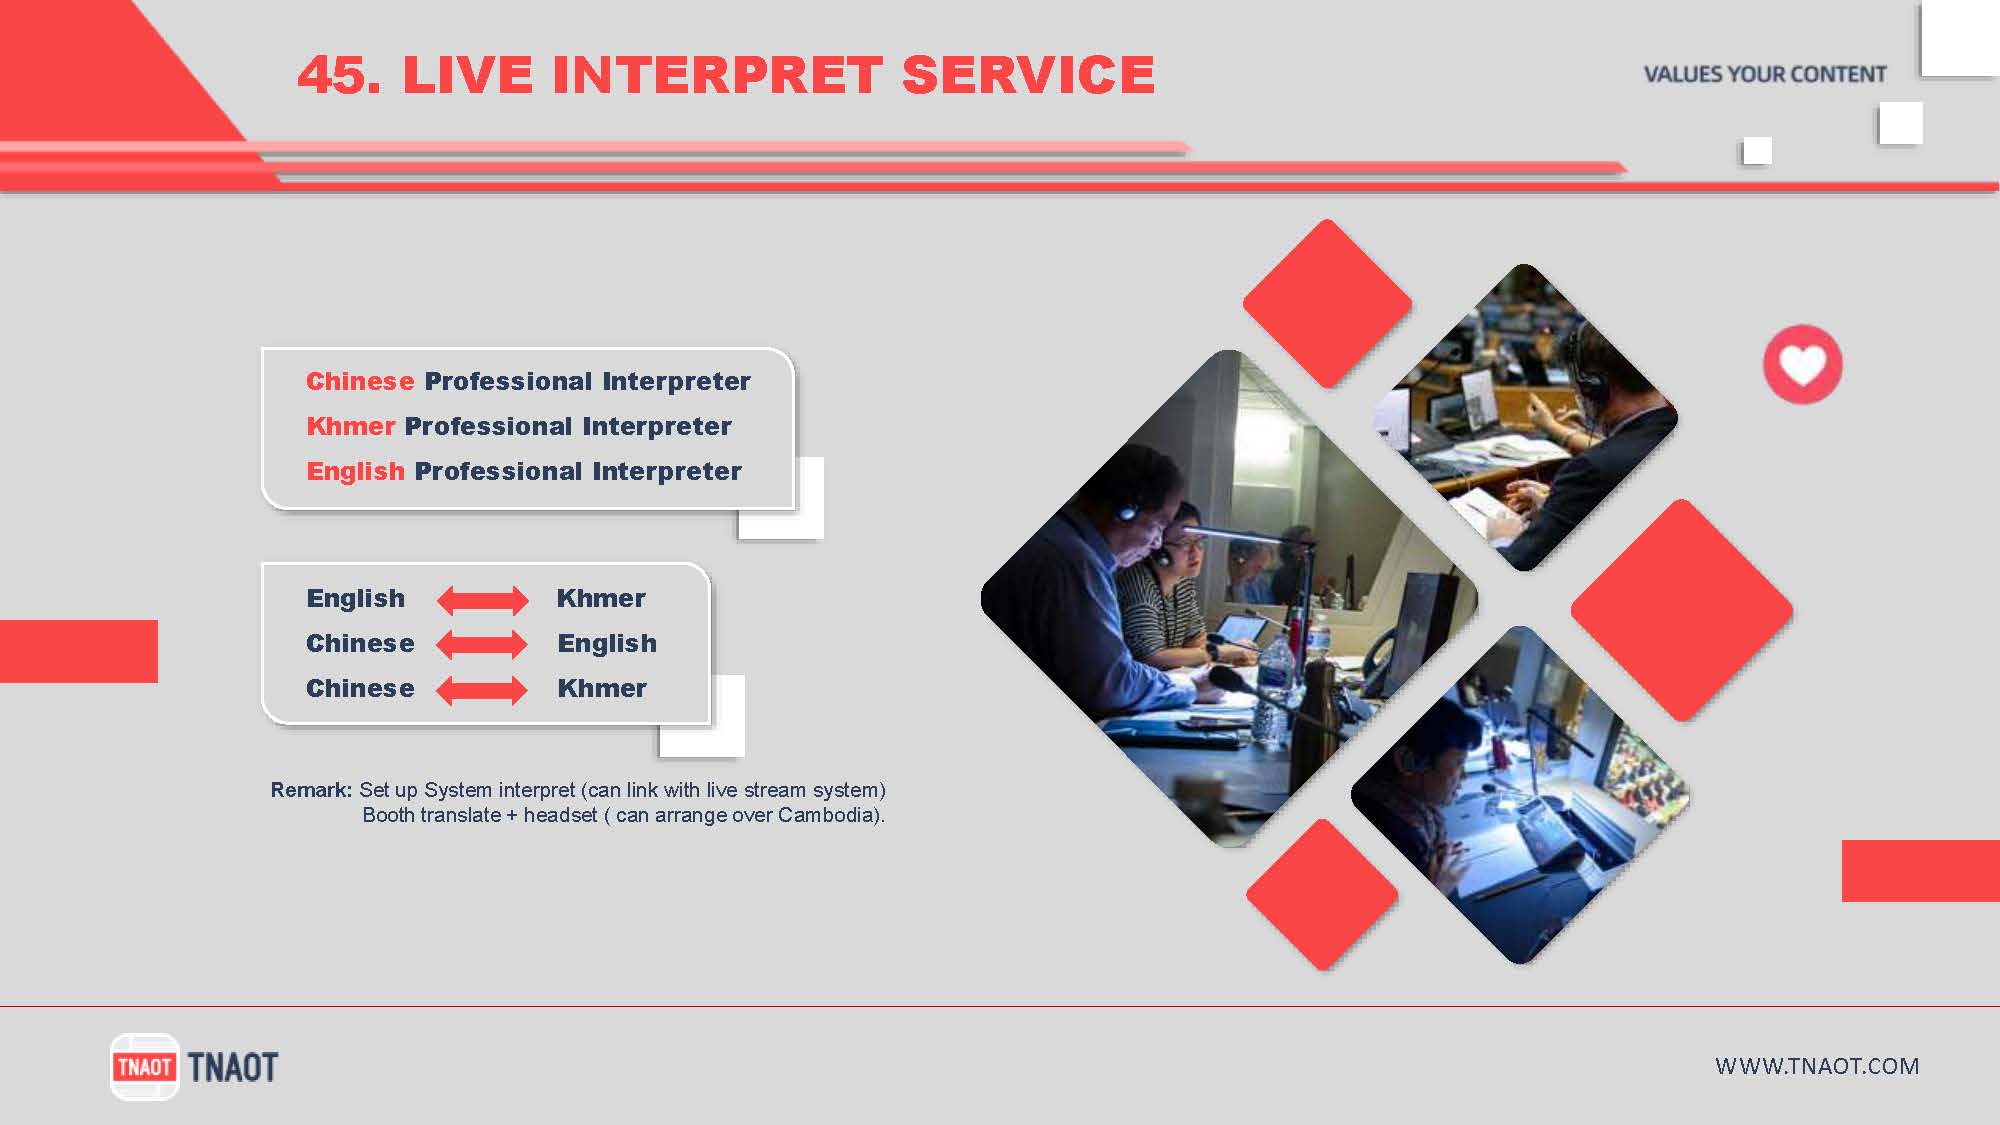 45. LIVE INTERPRET SERVICE
VALUES YOUR CONTENT
Chinese Professional Interpreter
Khmer Professional Interpreter
English Professional Interpreter
English Khmer
Chinese English
Chinese Khmer
Remark: Set up System interpret (can link with live stream system)
Booth translate + headset ( can arrange over Cambodia).
TNAOT TNAOT
WWW.TNAOT.COM